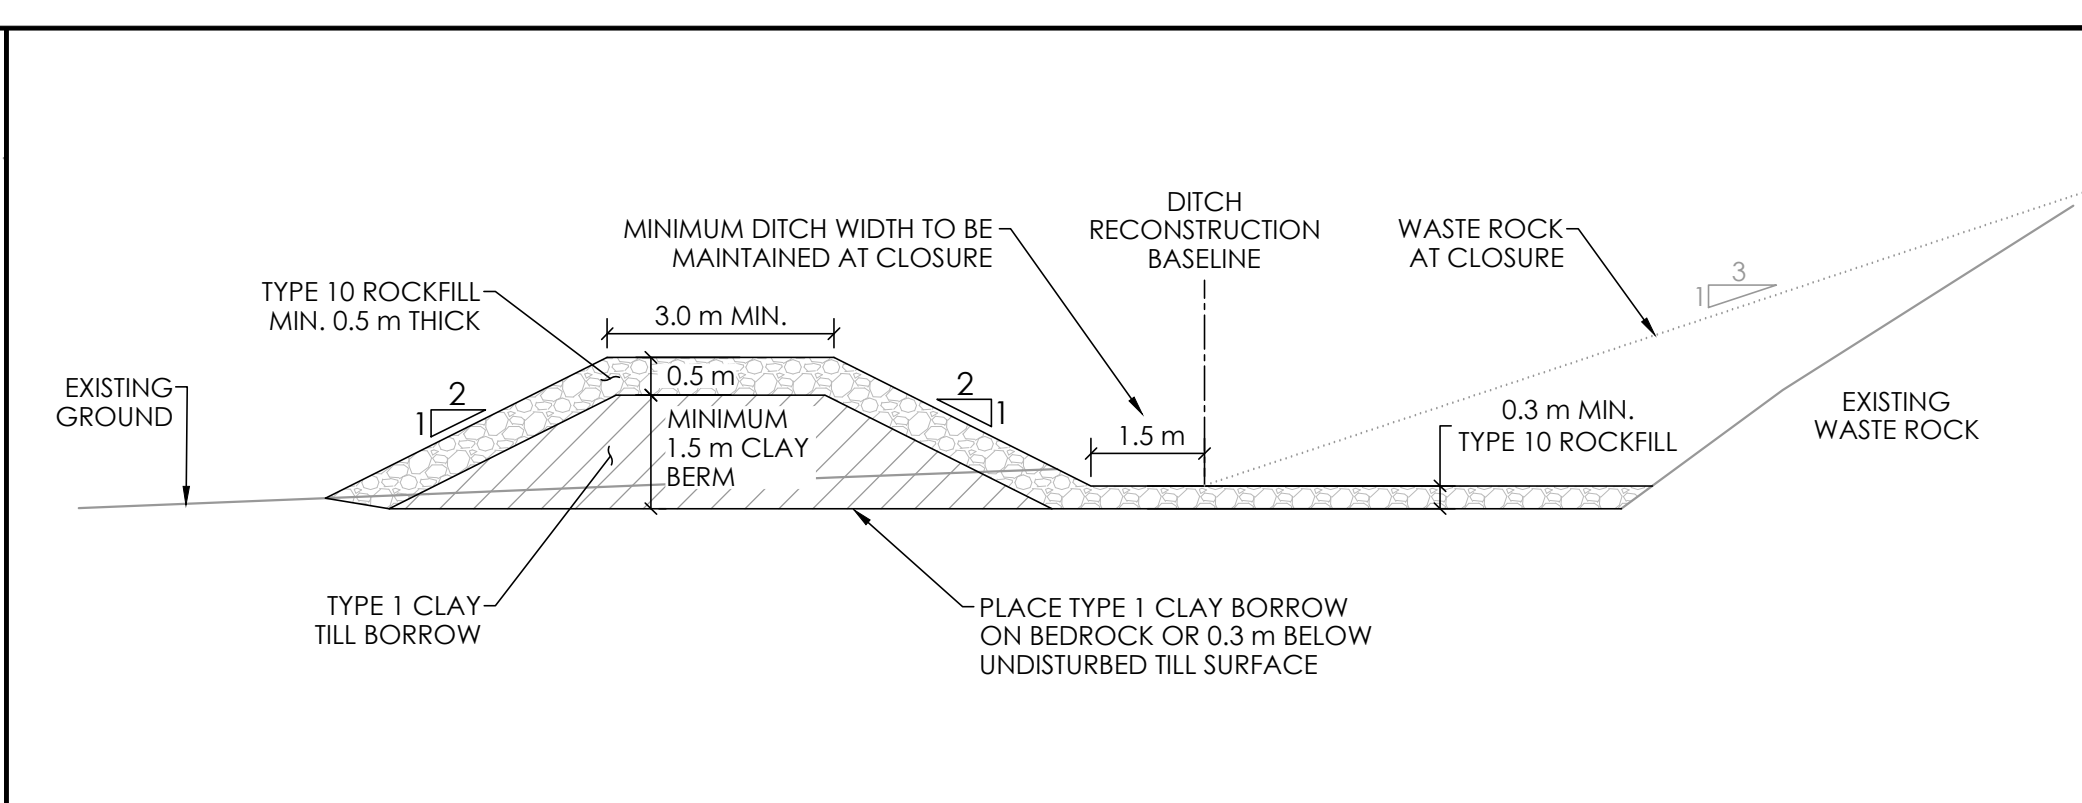 DITCH
RECONSTRUCTION
BASELINE
MINIMUM DITCH WIDTH TO BE
MAINTAINED AT CLOSURE
WASTE ROCK
AT CLOSURE
3
1
TYPE 10 ROCKFILL
MIN. 0.5 m THICK
3.0 m MIN.
EXISTING
GROUND
2
1
0.5 m
MINIMUM
1.5 m CLAY
BERM
2
1
1.5 m
0.3 m MIN.
TYPE 10 ROCKFILL
EXISTING
WASTE ROCK
TYPE 1 CLAY
TILL BORROW
PLACE TYPE 1 CLAY BORROW
ON BEDROCK OR 0.3 m BELOW
UNDISTURBED TILL SURFACE